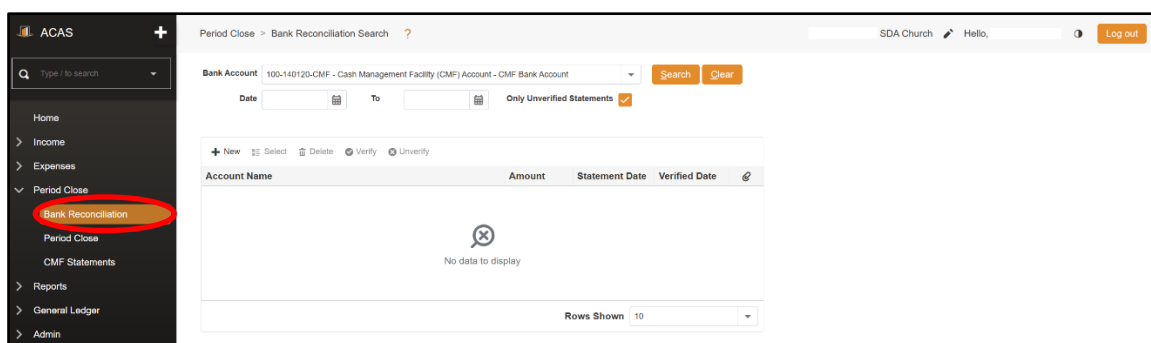 ACAS
Type / to search
Home
Income
Expenses
Period Close
Bank Reconciliation
Period Close
CMF Statements
Reports
General Ledger
Admin
Period Close > Bank Reconciliation Search ?
SDA Church Hello, Log out
Bank Account 100-140120-CMF - Cash Management Facility (CMF) Account - CMF Bank Account Search Clear
Date To Only Unverified Statements
New Select Delete Verify Unverify
Account Name Amount Statement Date Verified Date
No data to display
Rows Shown 10